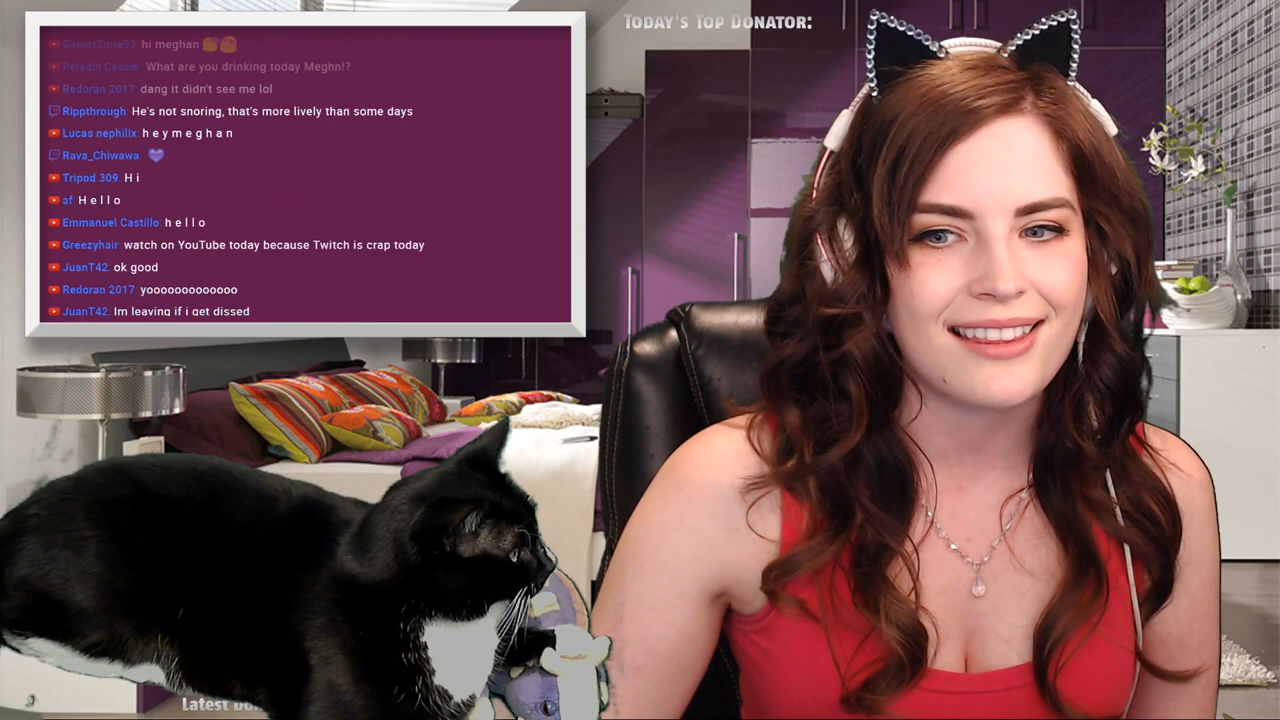 GamerZone53 hi meghan
Paladin Ceaser What are you drinking today Meghn!?
Redoran 2017 dang it didn't see me lol
Rippthrough: He's not snoring, that's more lively than some days
Lucas nephilix: h e y m e g h a n
Rava_Chiwawa:
Tripod 309: H i
af: H e l l o
Emmanuel Castillo: h e l l o
Greezyhair: watch on YouTube today because Twitch is crap today
JuanT42: ok good
Redoran 2017: yooooooooooooo
JuanT42: Im leaving if i get dissed
Today's Top Donator:
Latest